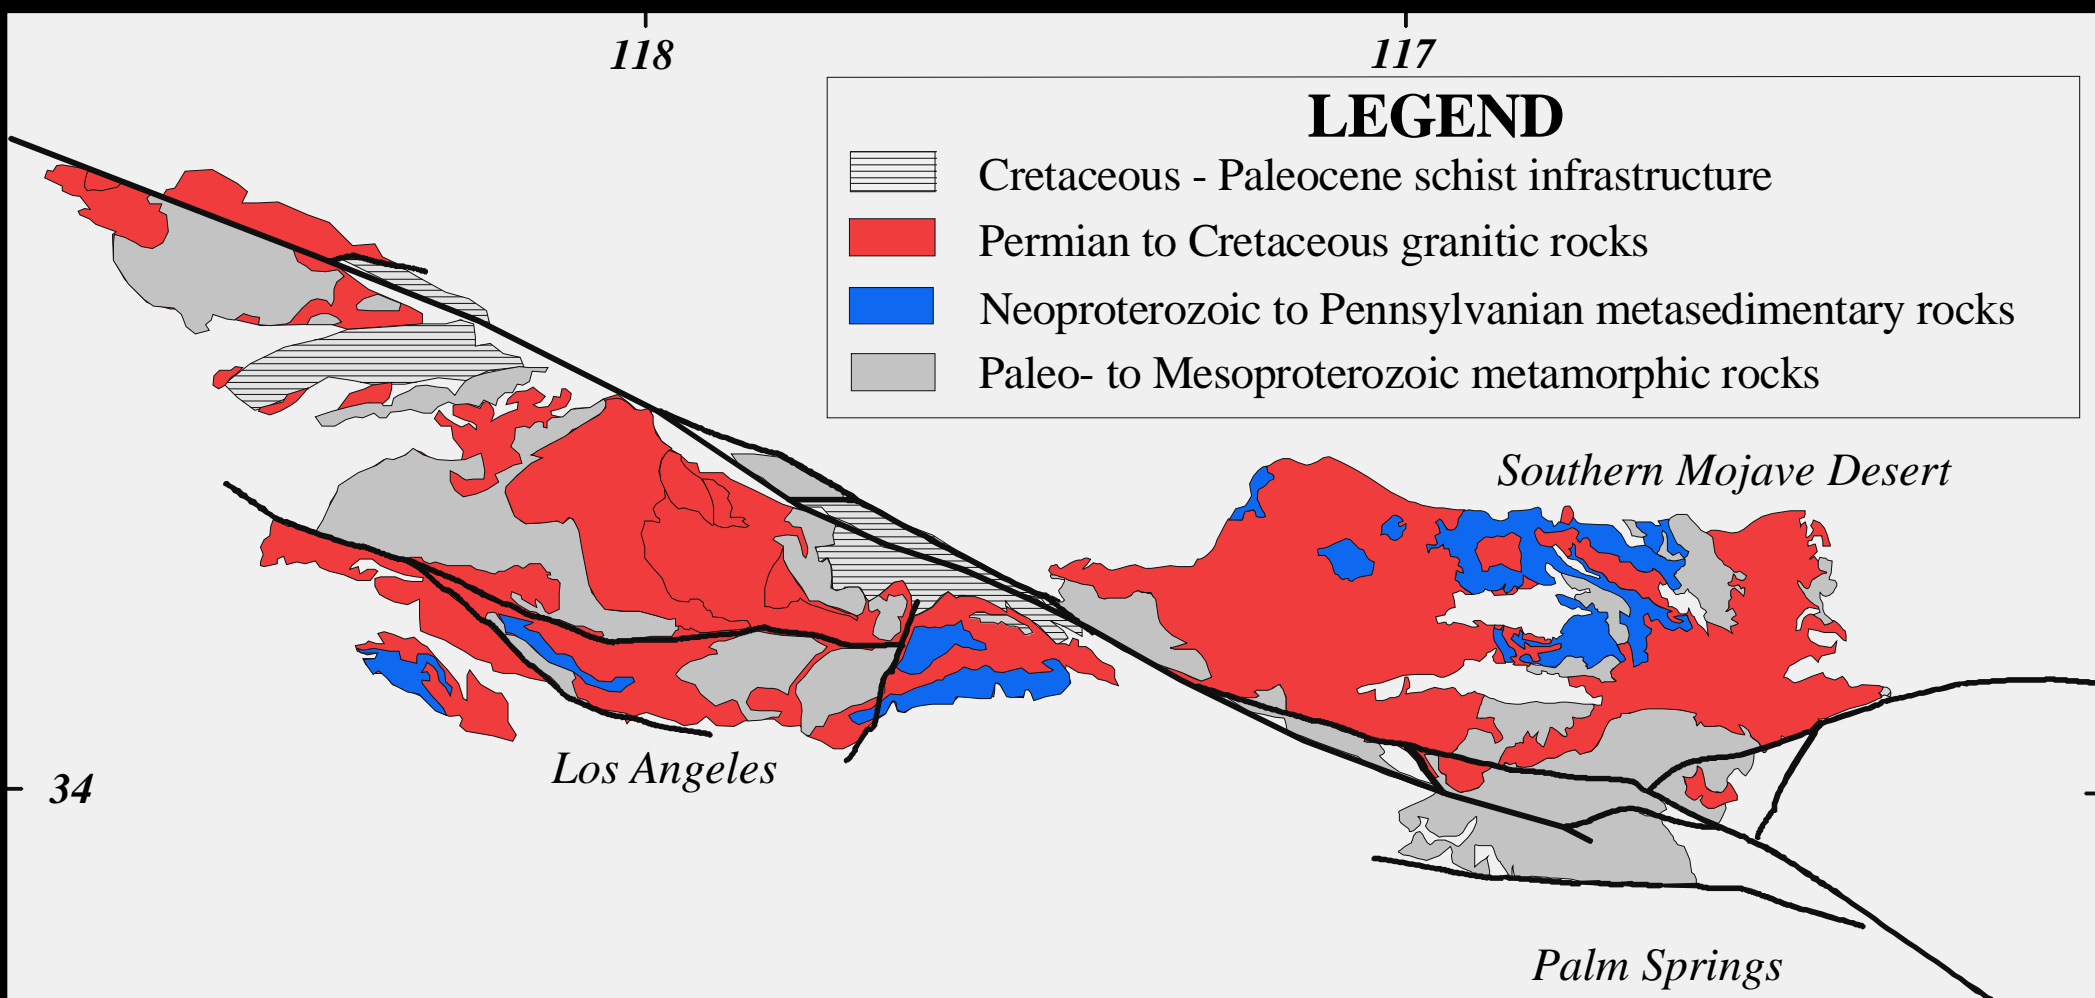 118
117
LEGEND
Cretaceous - Paleocene schist infrastructure
Permian to Cretaceous granitic rocks
Neoproterozoic to Pennsylvanian metasedimentary rocks
Paleo- to Mesoproterozoic metamorphic rocks
Southern Mojave Desert
Los Angeles
34
Palm Springs